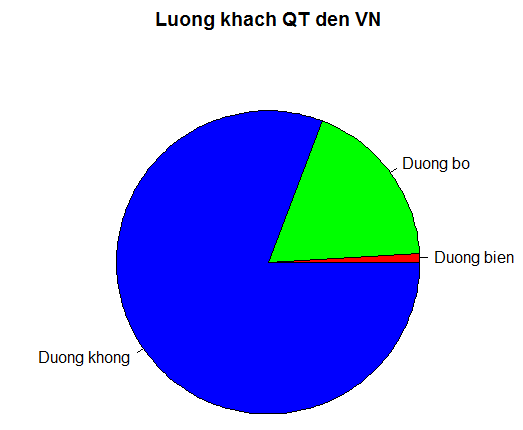 Luong khach QT den VN
Duong bo
Duong bien
Duong khong